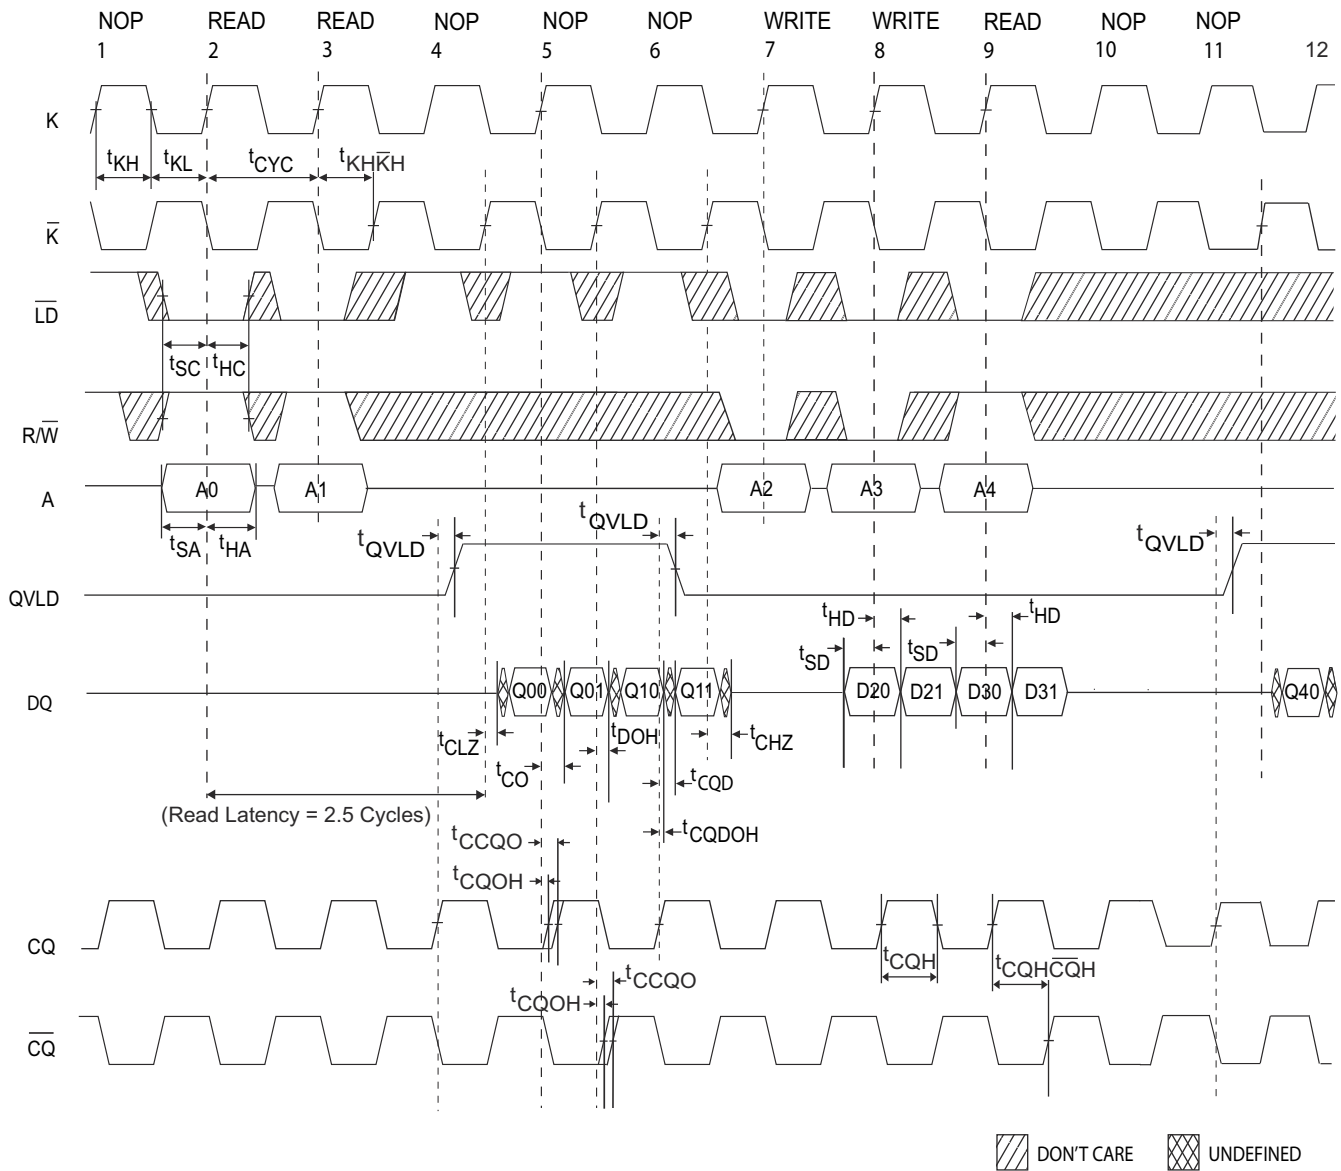 NOP READ READ NOP NOP NOP WRITE WRITE READ NOP NOP
1 2 3 4 5 6 7 8 9 10 11 12
K
tKH tKL tCYC tKHK̅H
K̅
L̅D̅
tSC tHC
R/W̅
A A0 A1 A2 A3 A4
tSA tHA tQVLD tQVLD tQVLD
QVLD
tHD tHD
tSD tSD
DQ Q00 Q01 Q10 Q11 D20 D21 D30 D31 Q40
tCLZ tDOH tCHZ
tCO tCQD
(Read Latency = 2.5 Cycles)
tCQDOH
tCCQO
tCQOH
CQ
tCQH tCQHC̅Q̅H
tCCQO
tCQOH
C̅Q̅
DON'T CARE UNDEFINED